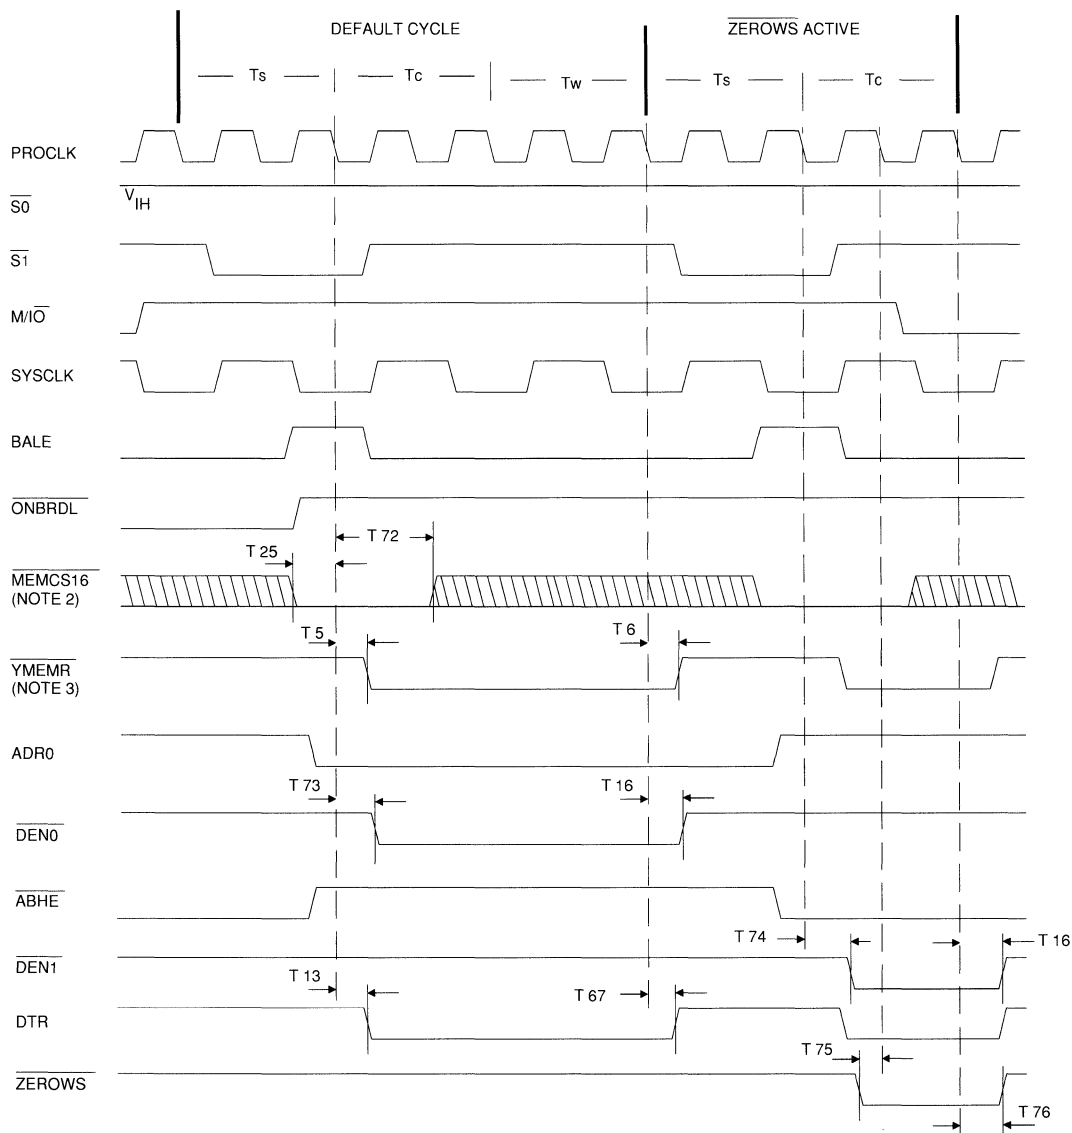 DEFAULT CYCLE
ZEROWS ACTIVE
Ts
Tc
Tw
Ts
Tc
PROCLK
S0
VIH
S1
M/IO
SYSCLK
BALE
ONBRDL
T 72
T 25
MEMCS16
(NOTE 2)
T 5
T 6
YMEMR
(NOTE 3)
ADR0
T 73
T 16
DEN0
ABHE
T 74
T 16
DEN1
T 13
T 67
DTR
T 75
ZEROWS
T 76